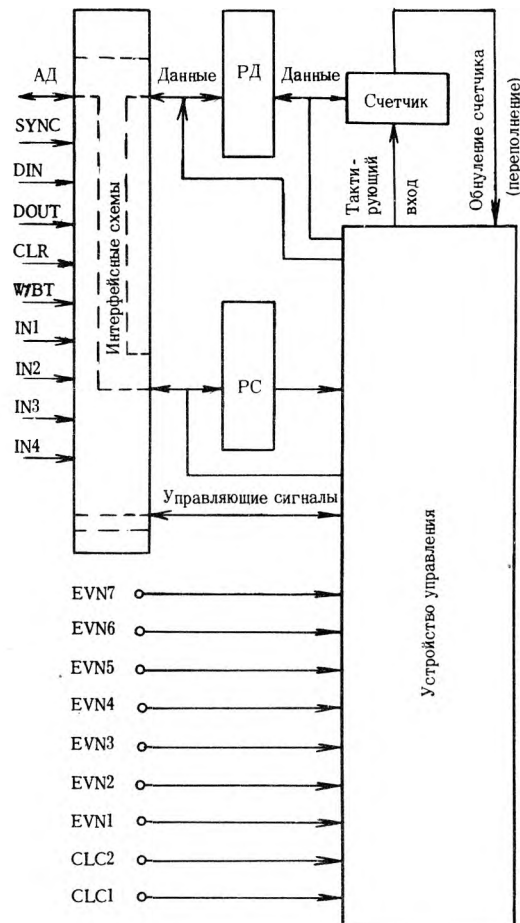 АД
SYNC
DIN
DOUT
CLR
W/BT
IN1
IN2
IN3
IN4
Интерфейсные схемы
Данные
РД
Данные
Счетчик
Такти-
рующий
вход
Обнуление счетчика
(переполнение)
РС
Управляющие сигналы
Устройство управления
EVN7
EVN6
EVN5
EVN4
EVN3
EVN2
EVN1
CLC2
CLC1